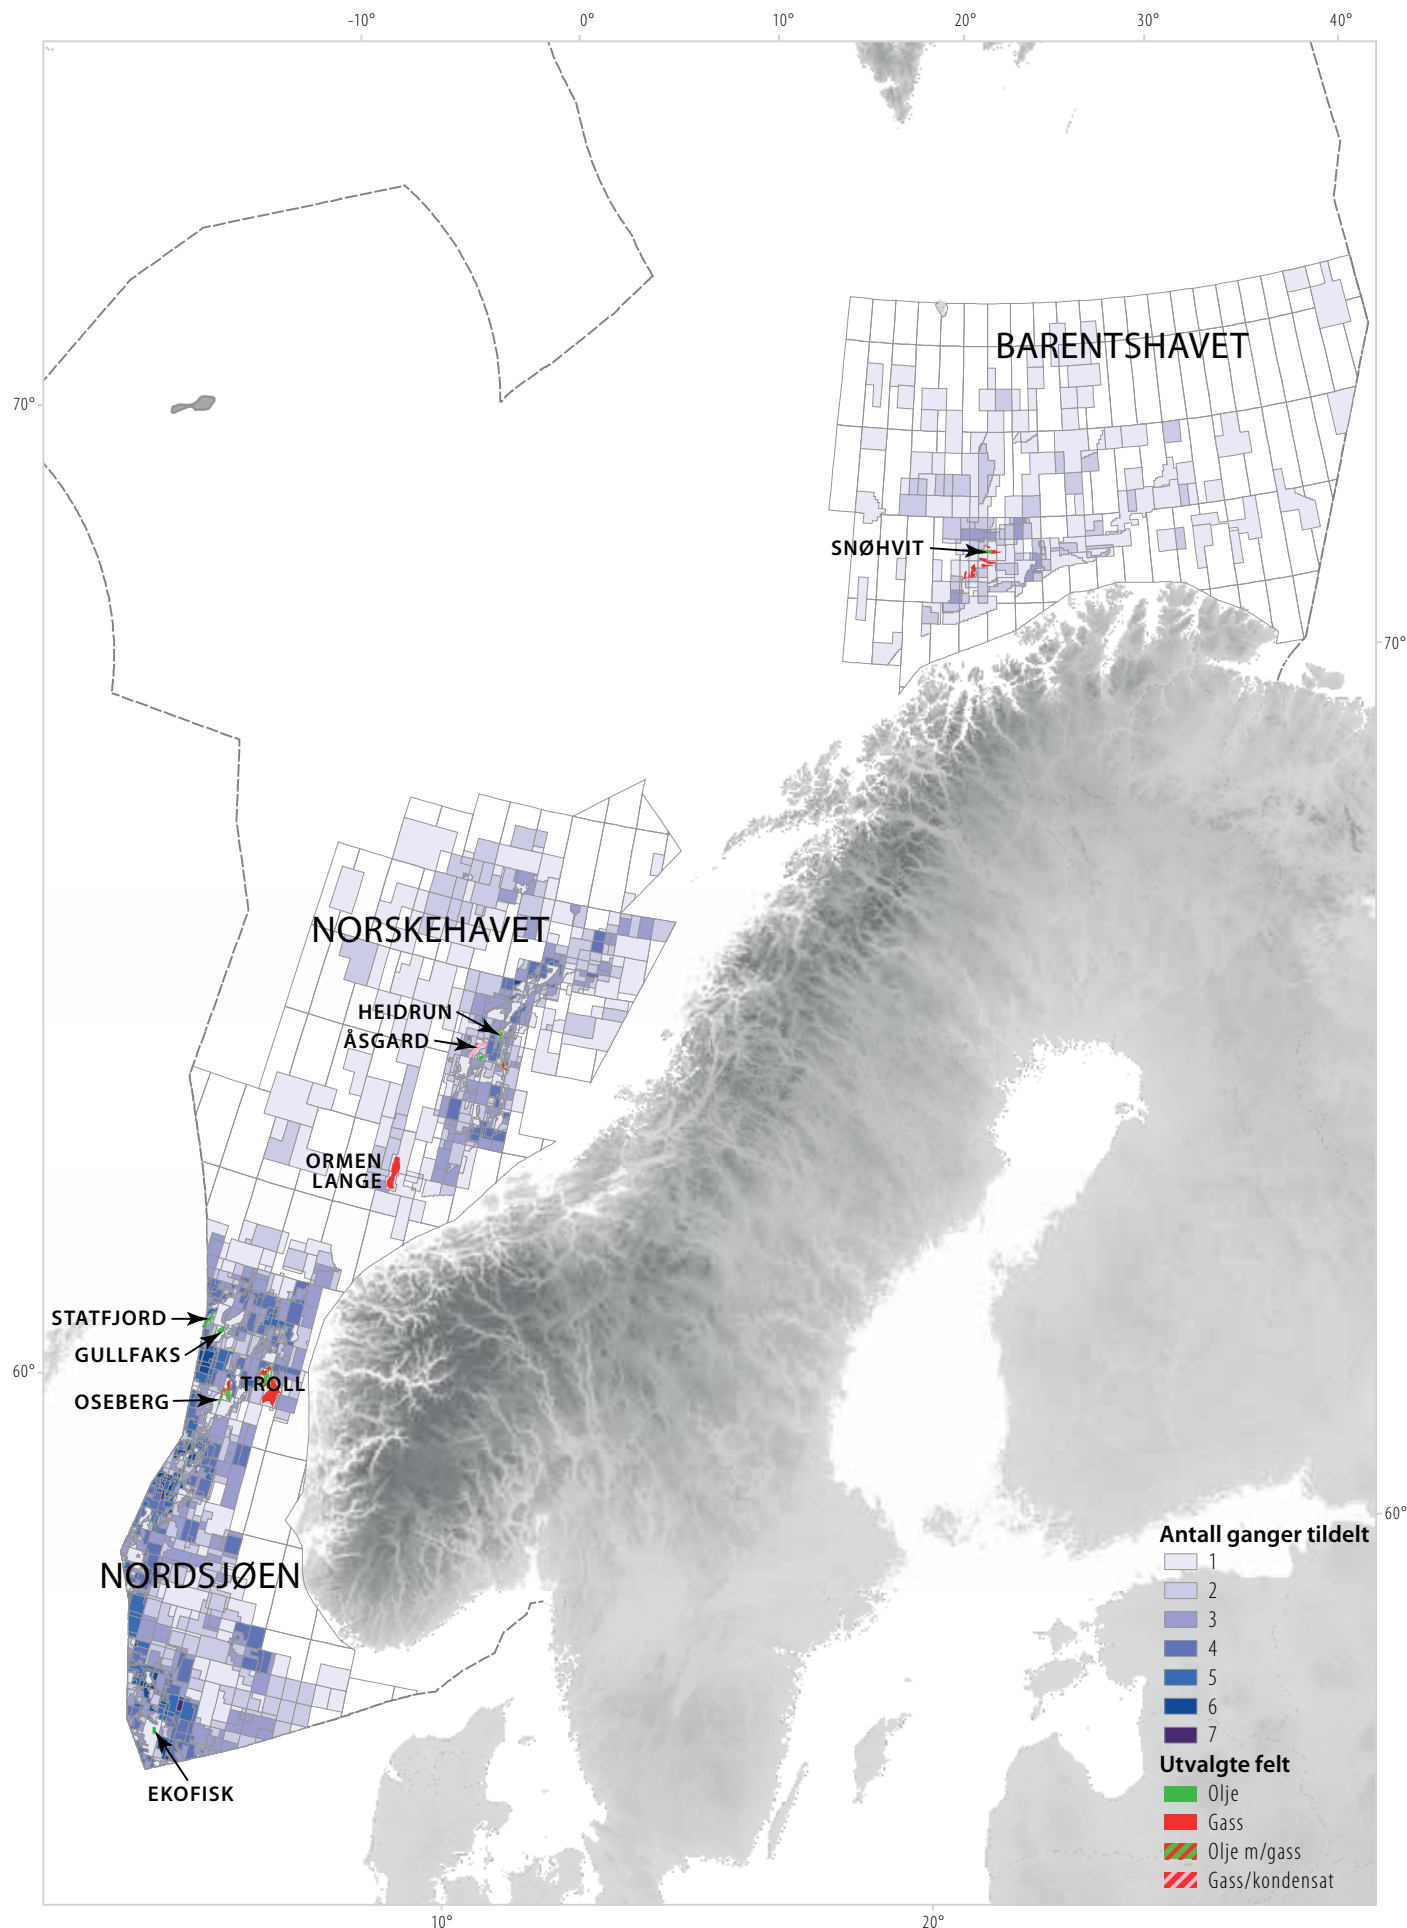 -10°
0°
10°
20°
30°
40°
BARENTSHAVET
70°
SNØHVIT
70°
NORSKEHAVET
HEIDRUN
ÅSGARD
ORMEN
LANGE
STATFJORD
GULLFAKS
60°
TROLL
OSEBERG
60°
NORDSJØEN
EKOFISK
Antall ganger tildelt
1
2
3
4
5
6
7
Utvalgte felt
Olje
Gass
Olje m/gass
Gass/kondensat
10°
20°